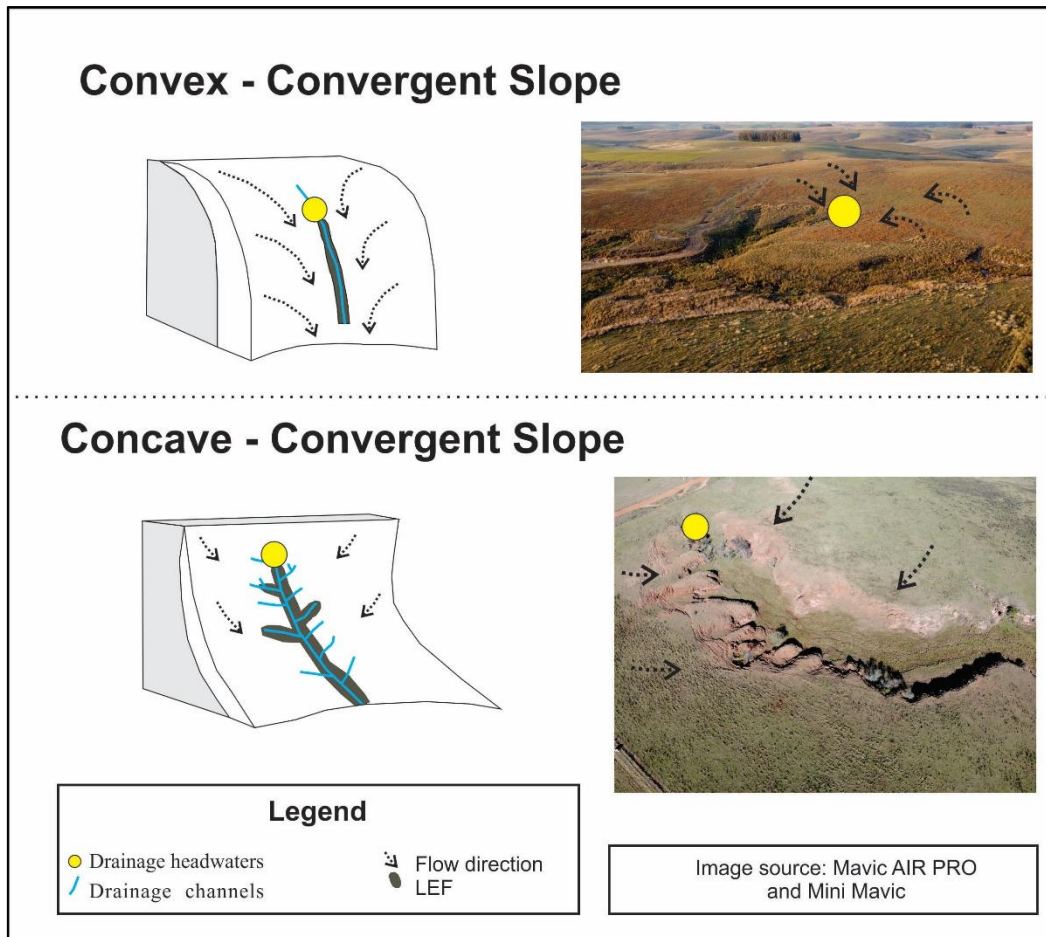 Convex - Convergent Slope
Concave - Convergent Slope
Legend
Drainage headwaters
Drainage channels
Flow direction
LEF
Image source: Mavic AIR PRO
and Mini Mavic